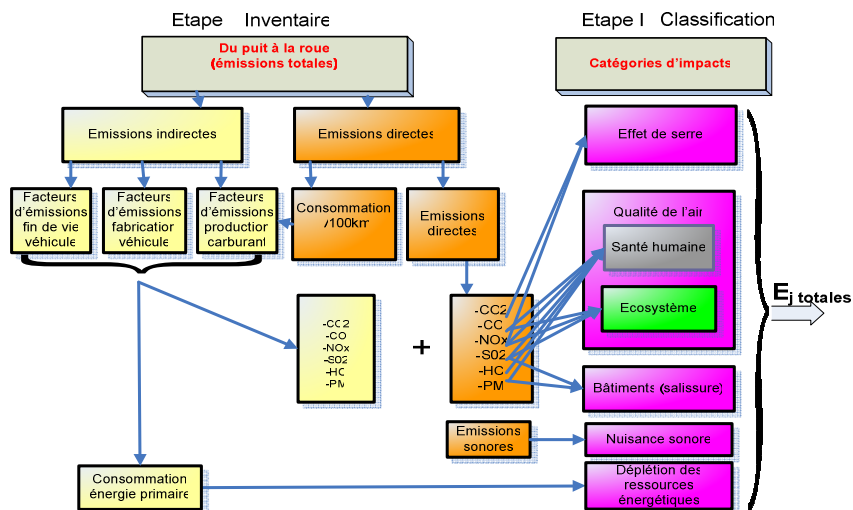 Etape Inventaire
Etape I Classification
Du puit à la roue
(émissions totales)
Catégories d'impacts
Emissions indirectes
Emissions directes
Effet de serre
Facteurs
d'émissions
fin de vie
véhicule
Facteurs
d'émissions
fabrication
véhicule
Facteurs
d'émissions
production
carburant
Consommation
/100km
Emissions
directes
Qualité de l'air
Santé humaine
Ecosystème
Ej totales
-CO2
-CO
-NOx
-S02
-HC
-PM
+
-CO2
-CO
-NOx
-S02
-HC
-PM
Bâtiments (salissure)
Emissions
sonores
Nuisance sonore
Consommation
énergie primaire
Déplétion des
ressources
énergétiques